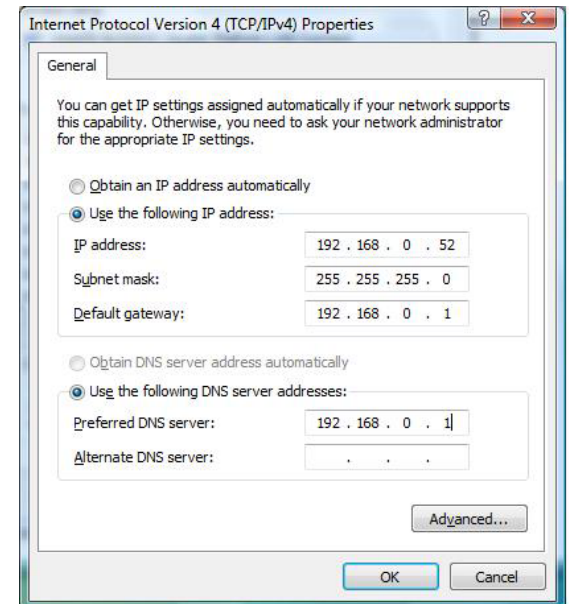 Internet Protocol Version 4 (TCP/IPv4) Properties
General
You can get IP settings assigned automatically if your network supports
this capability. Otherwise, you need to ask your network administrator
for the appropriate IP settings.
Obtain an IP address automatically
Use the following IP address:
IP address: 192 . 168 . 0 . 52
Subnet mask: 255 . 255 . 255 . 0
Default gateway: 192 . 168 . 0 . 1
Obtain DNS server address automatically
Use the following DNS server addresses:
Preferred DNS server: 192 . 168 . 0 . 1
Alternate DNS server: . . .
Advanced...
OK Cancel